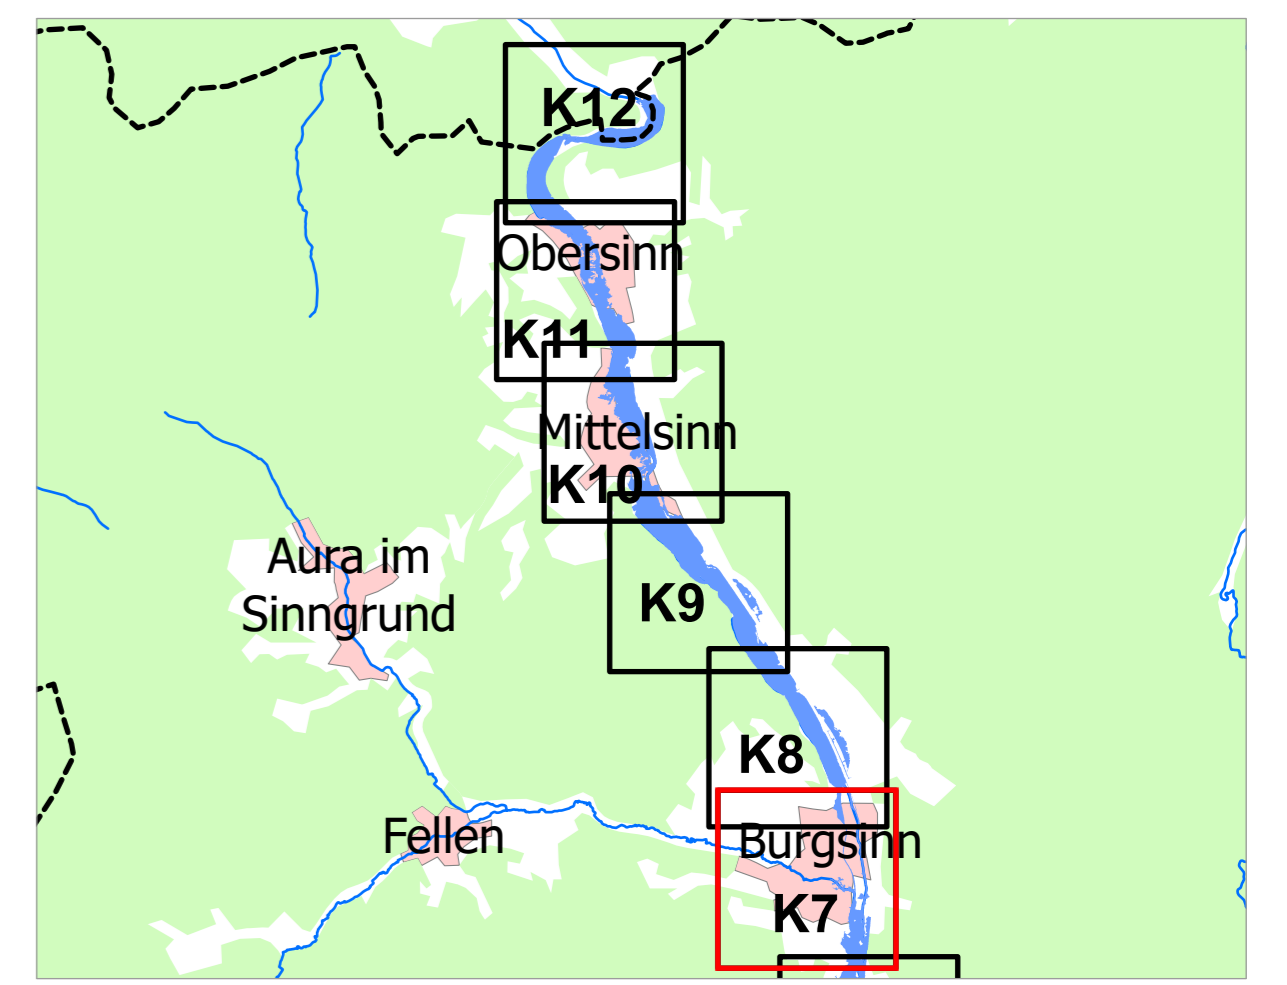 K12
Obersinn
K11
Mittelsinn
K10
Aura im
Sinngrund
K9
K8
Fellen
Burgsinn
K7